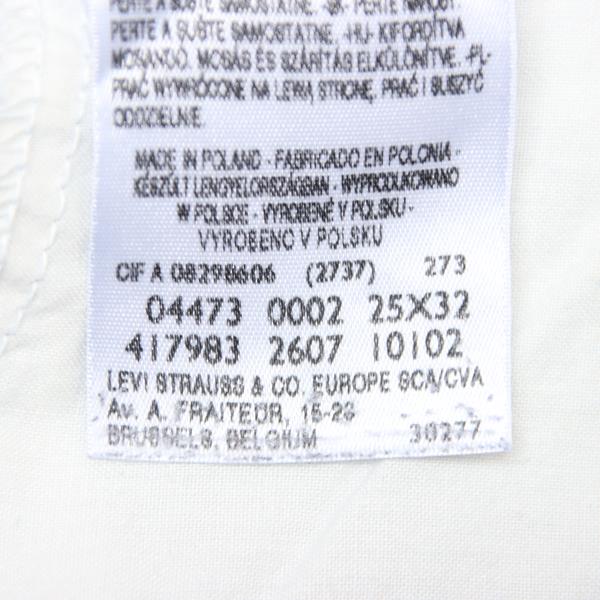 PERTE A SUŠTE SAMOSTATNE. -SK- PERTE NARUBY.
PERTE A SUŠTE SAMOSTATNE. -HU- KIFORDÍTVA
MOSANDÓ. MOSÁS ÉS SZÁRÍTÁS ELKÜLÖNÍTVE. -PL-
PRAĆ WYWRÓCONE NA LEWĄ STRONĘ, PRAĆ I SUSZYĆ
ODDZIELNIE.
MADE IN POLAND - FABRICADO EN POLONIA -
KÉSZÜLT LENGYELORSZÁGBAN - WYPRODUKOWANO
W POLSCE - VYROBENÉ V POLSKU -
VYROBENO V POLSKU
CIF A 08298606 (2737) 273
04473 0002 25X32
417983 2607 10102
LEVI STRAUSS & CO. EUROPE SCA/CVA
Av. A. FRAITEUR, 15-23
BRUSSELS, BELGIUM 30277